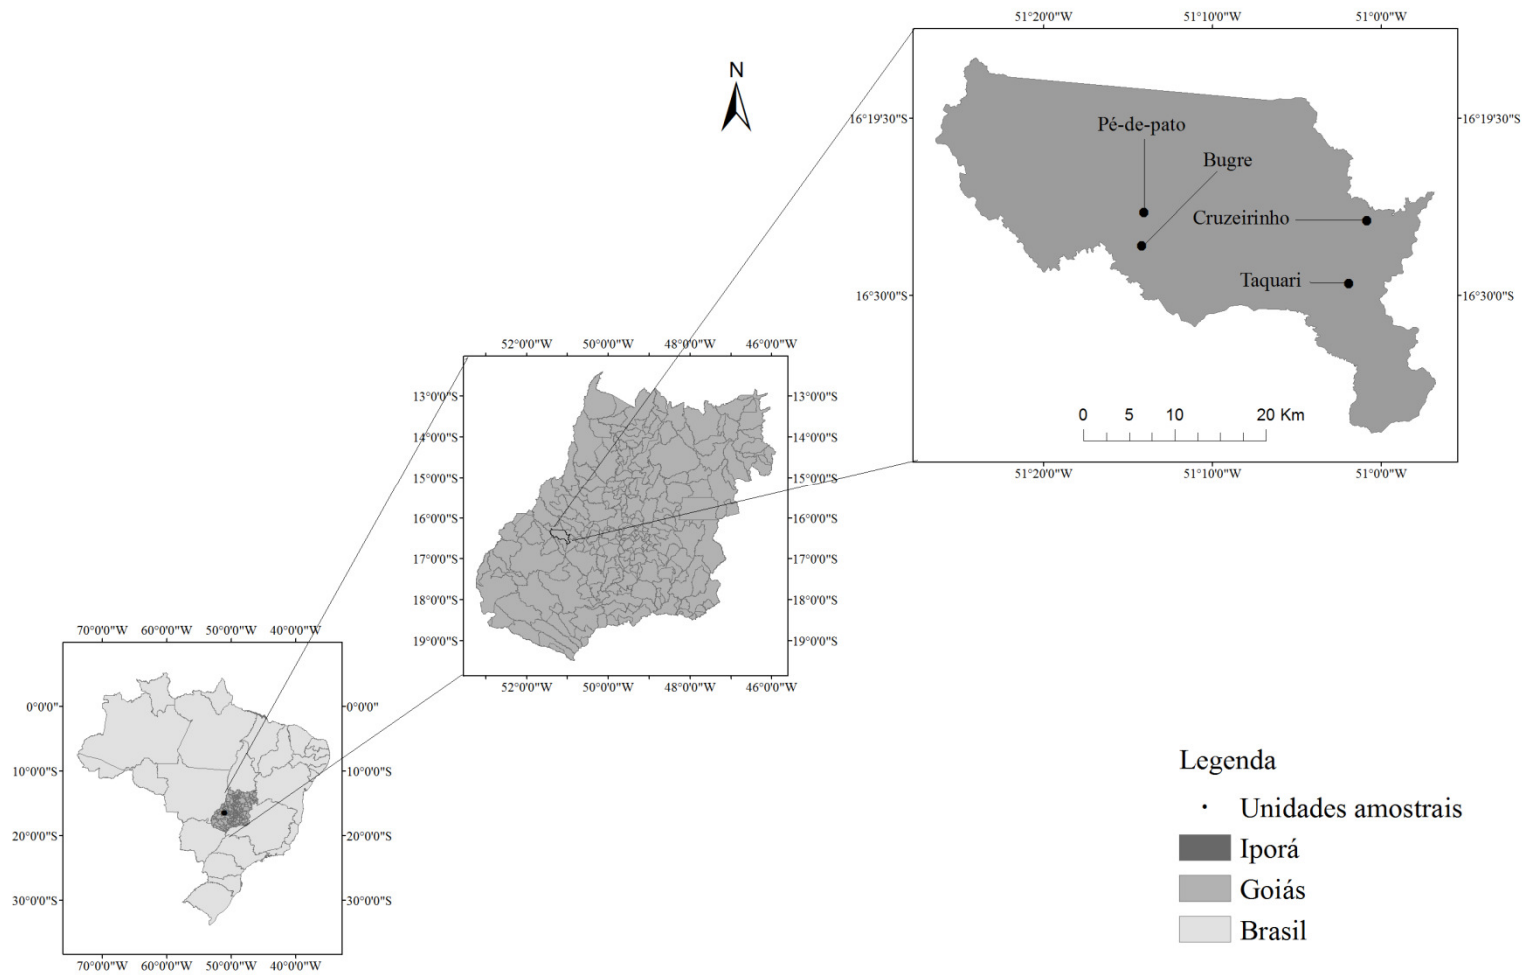 N
51°20'0"W 51°10'0"W 51°0'0"W
16°19'30"S 16°19'30"S
Pé-de-pato
Bugre
Cruzeirinho
Taquari
16°30'0"S 16°30'0"S
0 5 10 20 Km
51°20'0"W 51°10'0"W 51°0'0"W
52°0'0"W 50°0'0"W 48°0'0"W 46°0'0"W
13°0'0"S 13°0'0"S
14°0'0"S 14°0'0"S
15°0'0"S 15°0'0"S
16°0'0"S 16°0'0"S
17°0'0"S 17°0'0"S
18°0'0"S 18°0'0"S
19°0'0"S 19°0'0"S
52°0'0"W 50°0'0"W 48°0'0"W 46°0'0"W
70°0'0"W 60°0'0"W 50°0'0"W 40°0'0"W
0°0'0"S 0°0'0"S
10°0'0"S 10°0'0"S
20°0'0"S 20°0'0"S
30°0'0"S 30°0'0"S
70°0'0"W 60°0'0"W 50°0'0"W 40°0'0"W
Legenda
Unidades amostrais
Iporá
Goiás
Brasil